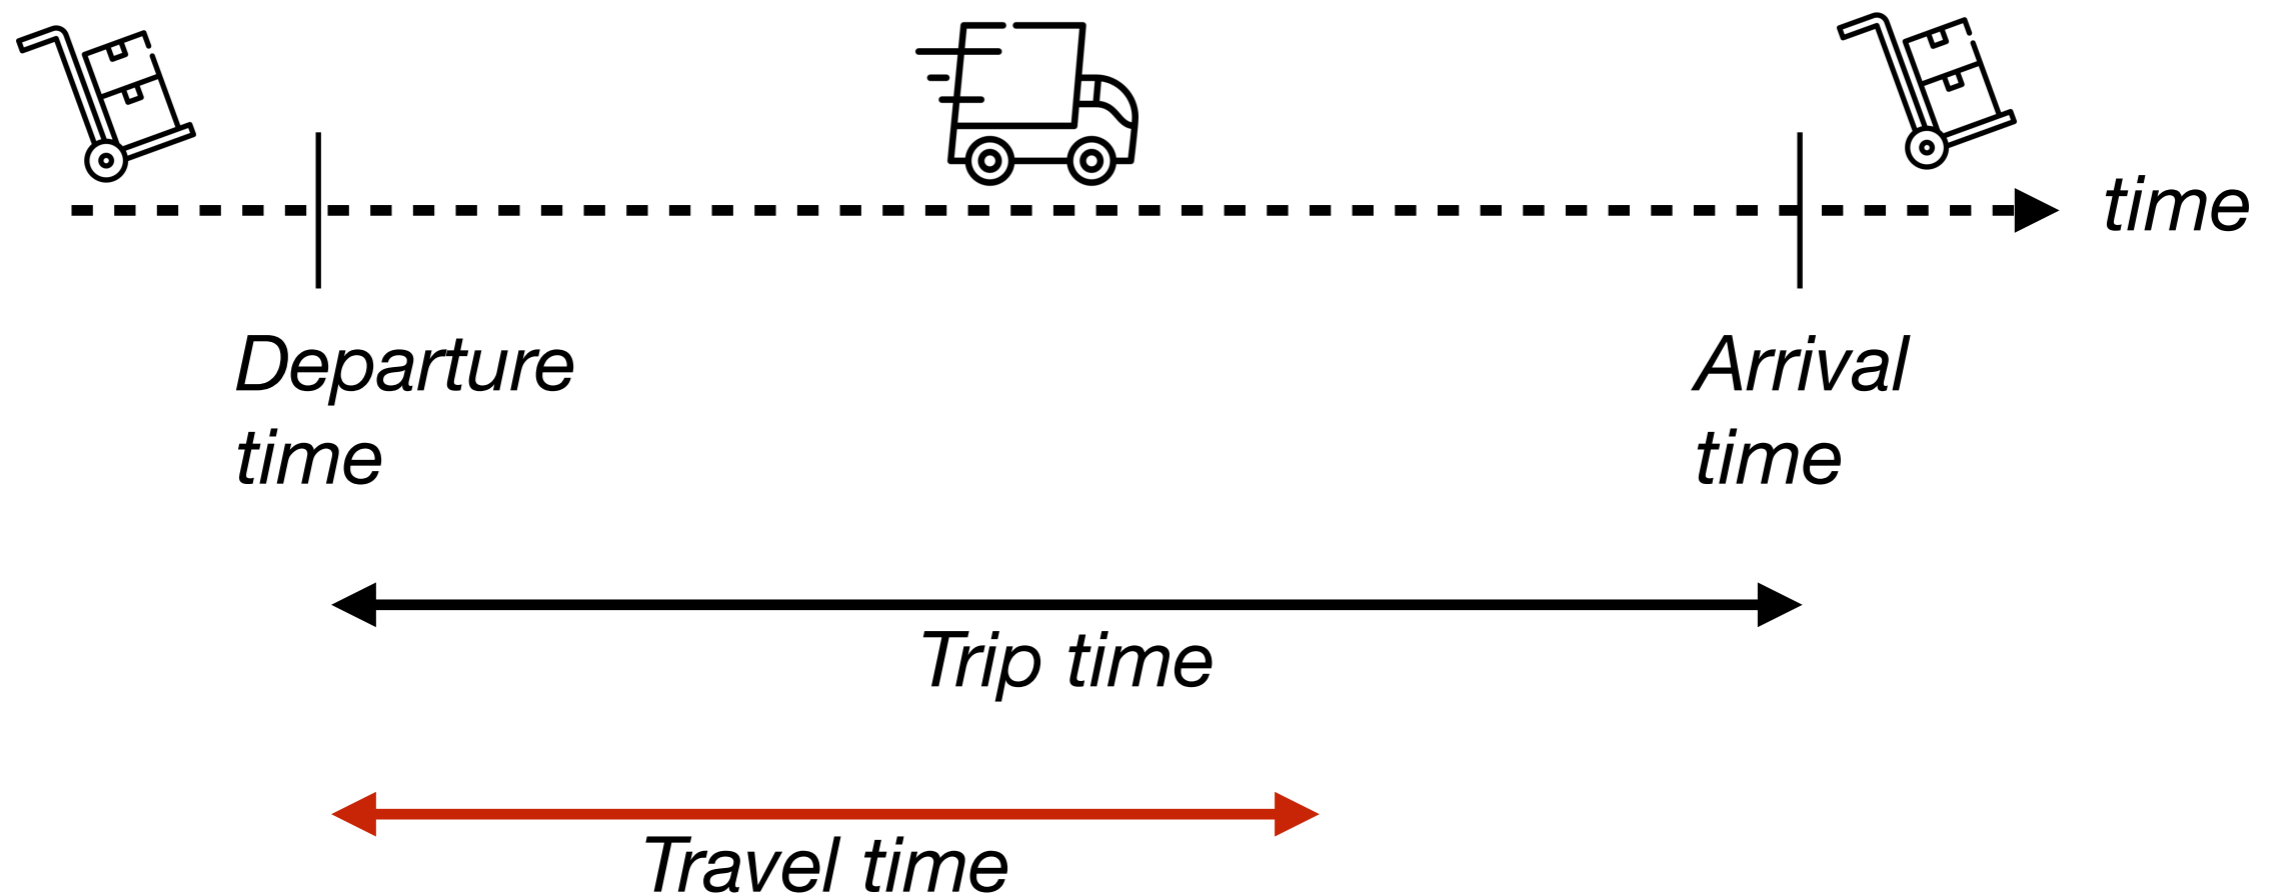 time
Departure
time
Arrival
time
Trip time
Travel time